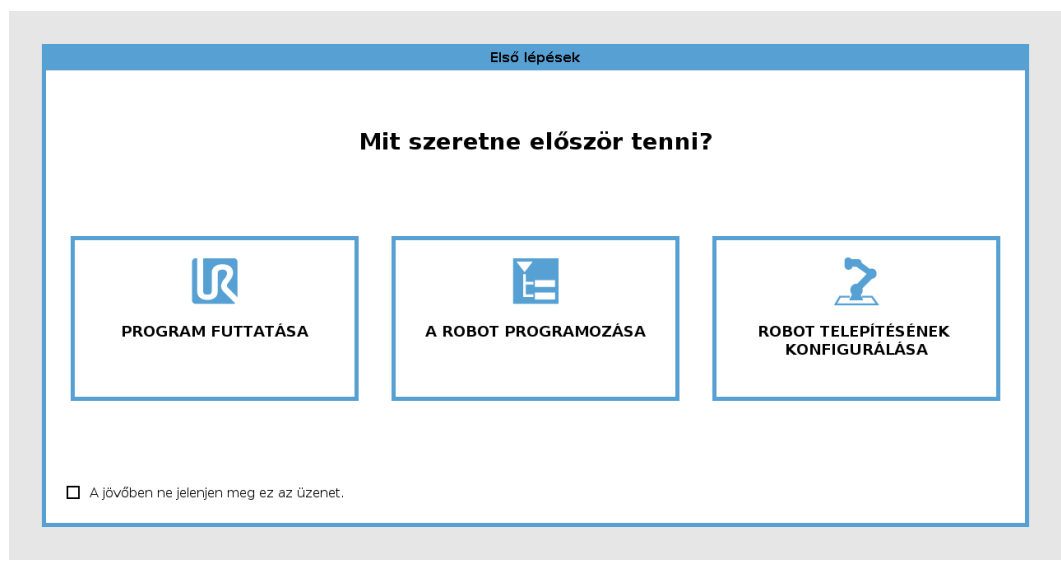 Első lépések
Mit szeretne először tenni?
PROGRAM FUTTATÁSA
A ROBOT PROGRAMOZÁSA
ROBOT TELEPÍTÉSÉNEK
KONFIGURÁLÁSA
A jövőben ne jelenjen meg ez az üzenet.